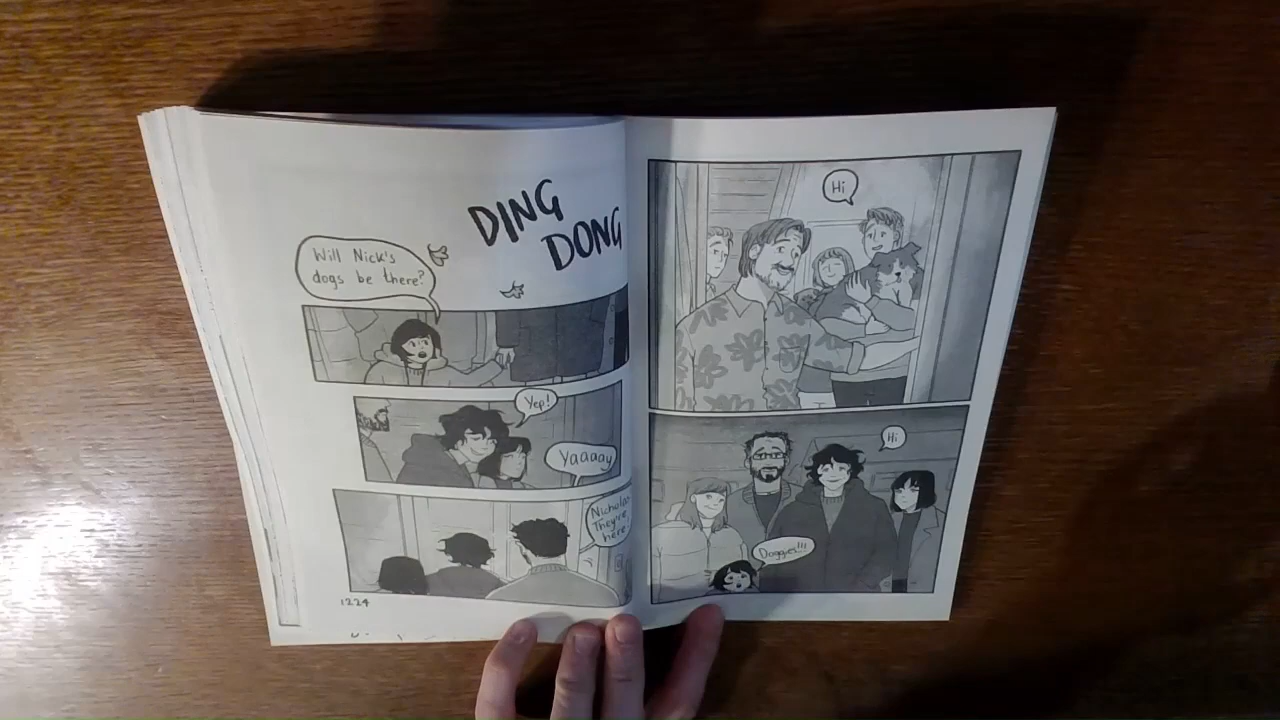 DING
DONG
Will Nick's
dogs be there?
Yep!
Yaaaay
Nicholas
They're
here
1224
Hi
Hi
Doggies!!!